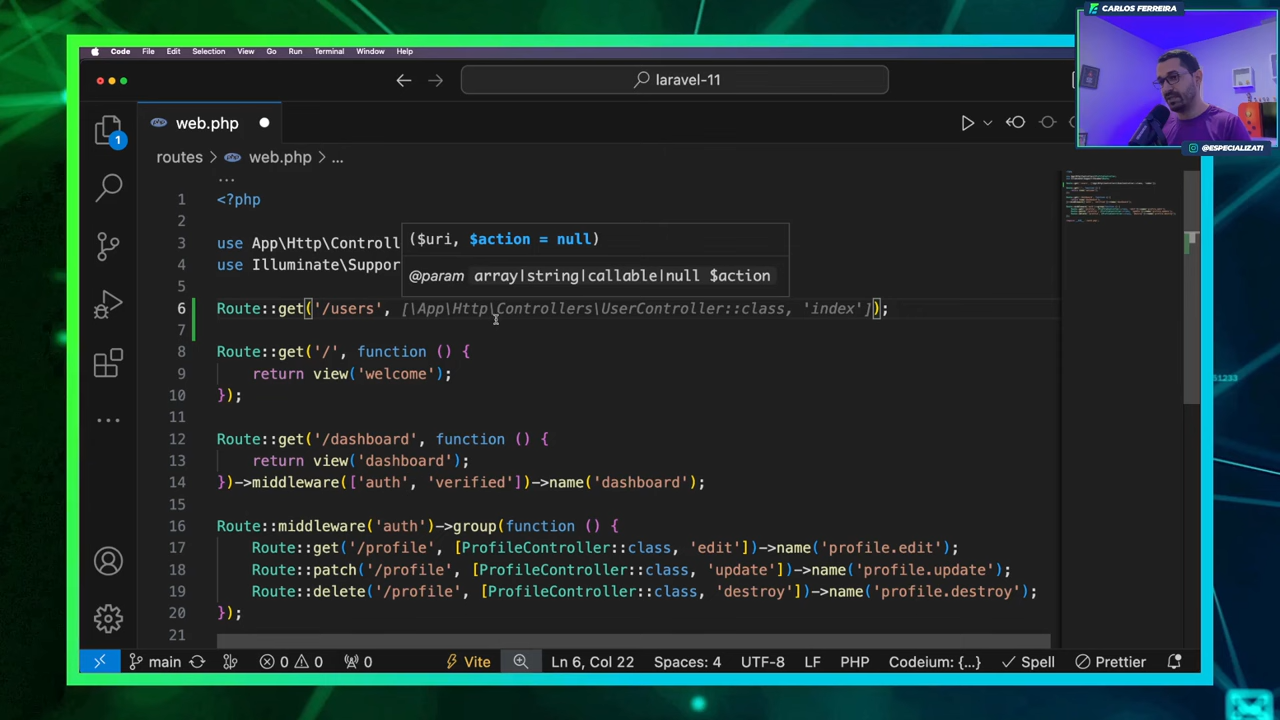 CARLOS FERREIRA
Code File Edit Selection View Go Run Terminal Window Help
laravel-11
web.php
1
routes > web.php > ...
...
1 <?php
2
3 use App\Http\Controll
4 use Illuminate\Suppor
($uri, $action = null)
@param array|string|callable|null $action
5
6 Route::get('/users', [\App\Http\Controllers\UserController::class, 'index']);
7
8 Route::get('/', function () {
9 return view('welcome');
10 });
11
12 Route::get('/dashboard', function () {
13 return view('dashboard');
14 })->middleware(['auth', 'verified'])->name('dashboard');
15
16 Route::middleware('auth')->group(function () {
17 Route::get('/profile', [ProfileController::class, 'edit'])->name('profile.edit');
18 Route::patch('/profile', [ProfileController::class, 'update'])->name('profile.update');
19 Route::delete('/profile', [ProfileController::class, 'destroy'])->name('profile.destroy');
20 });
21
main 0 0 0 Vite Ln 6, Col 22 Spaces: 4 UTF-8 LF PHP Codeium: {...} Spell Prettier
@ESPECIALIZATI